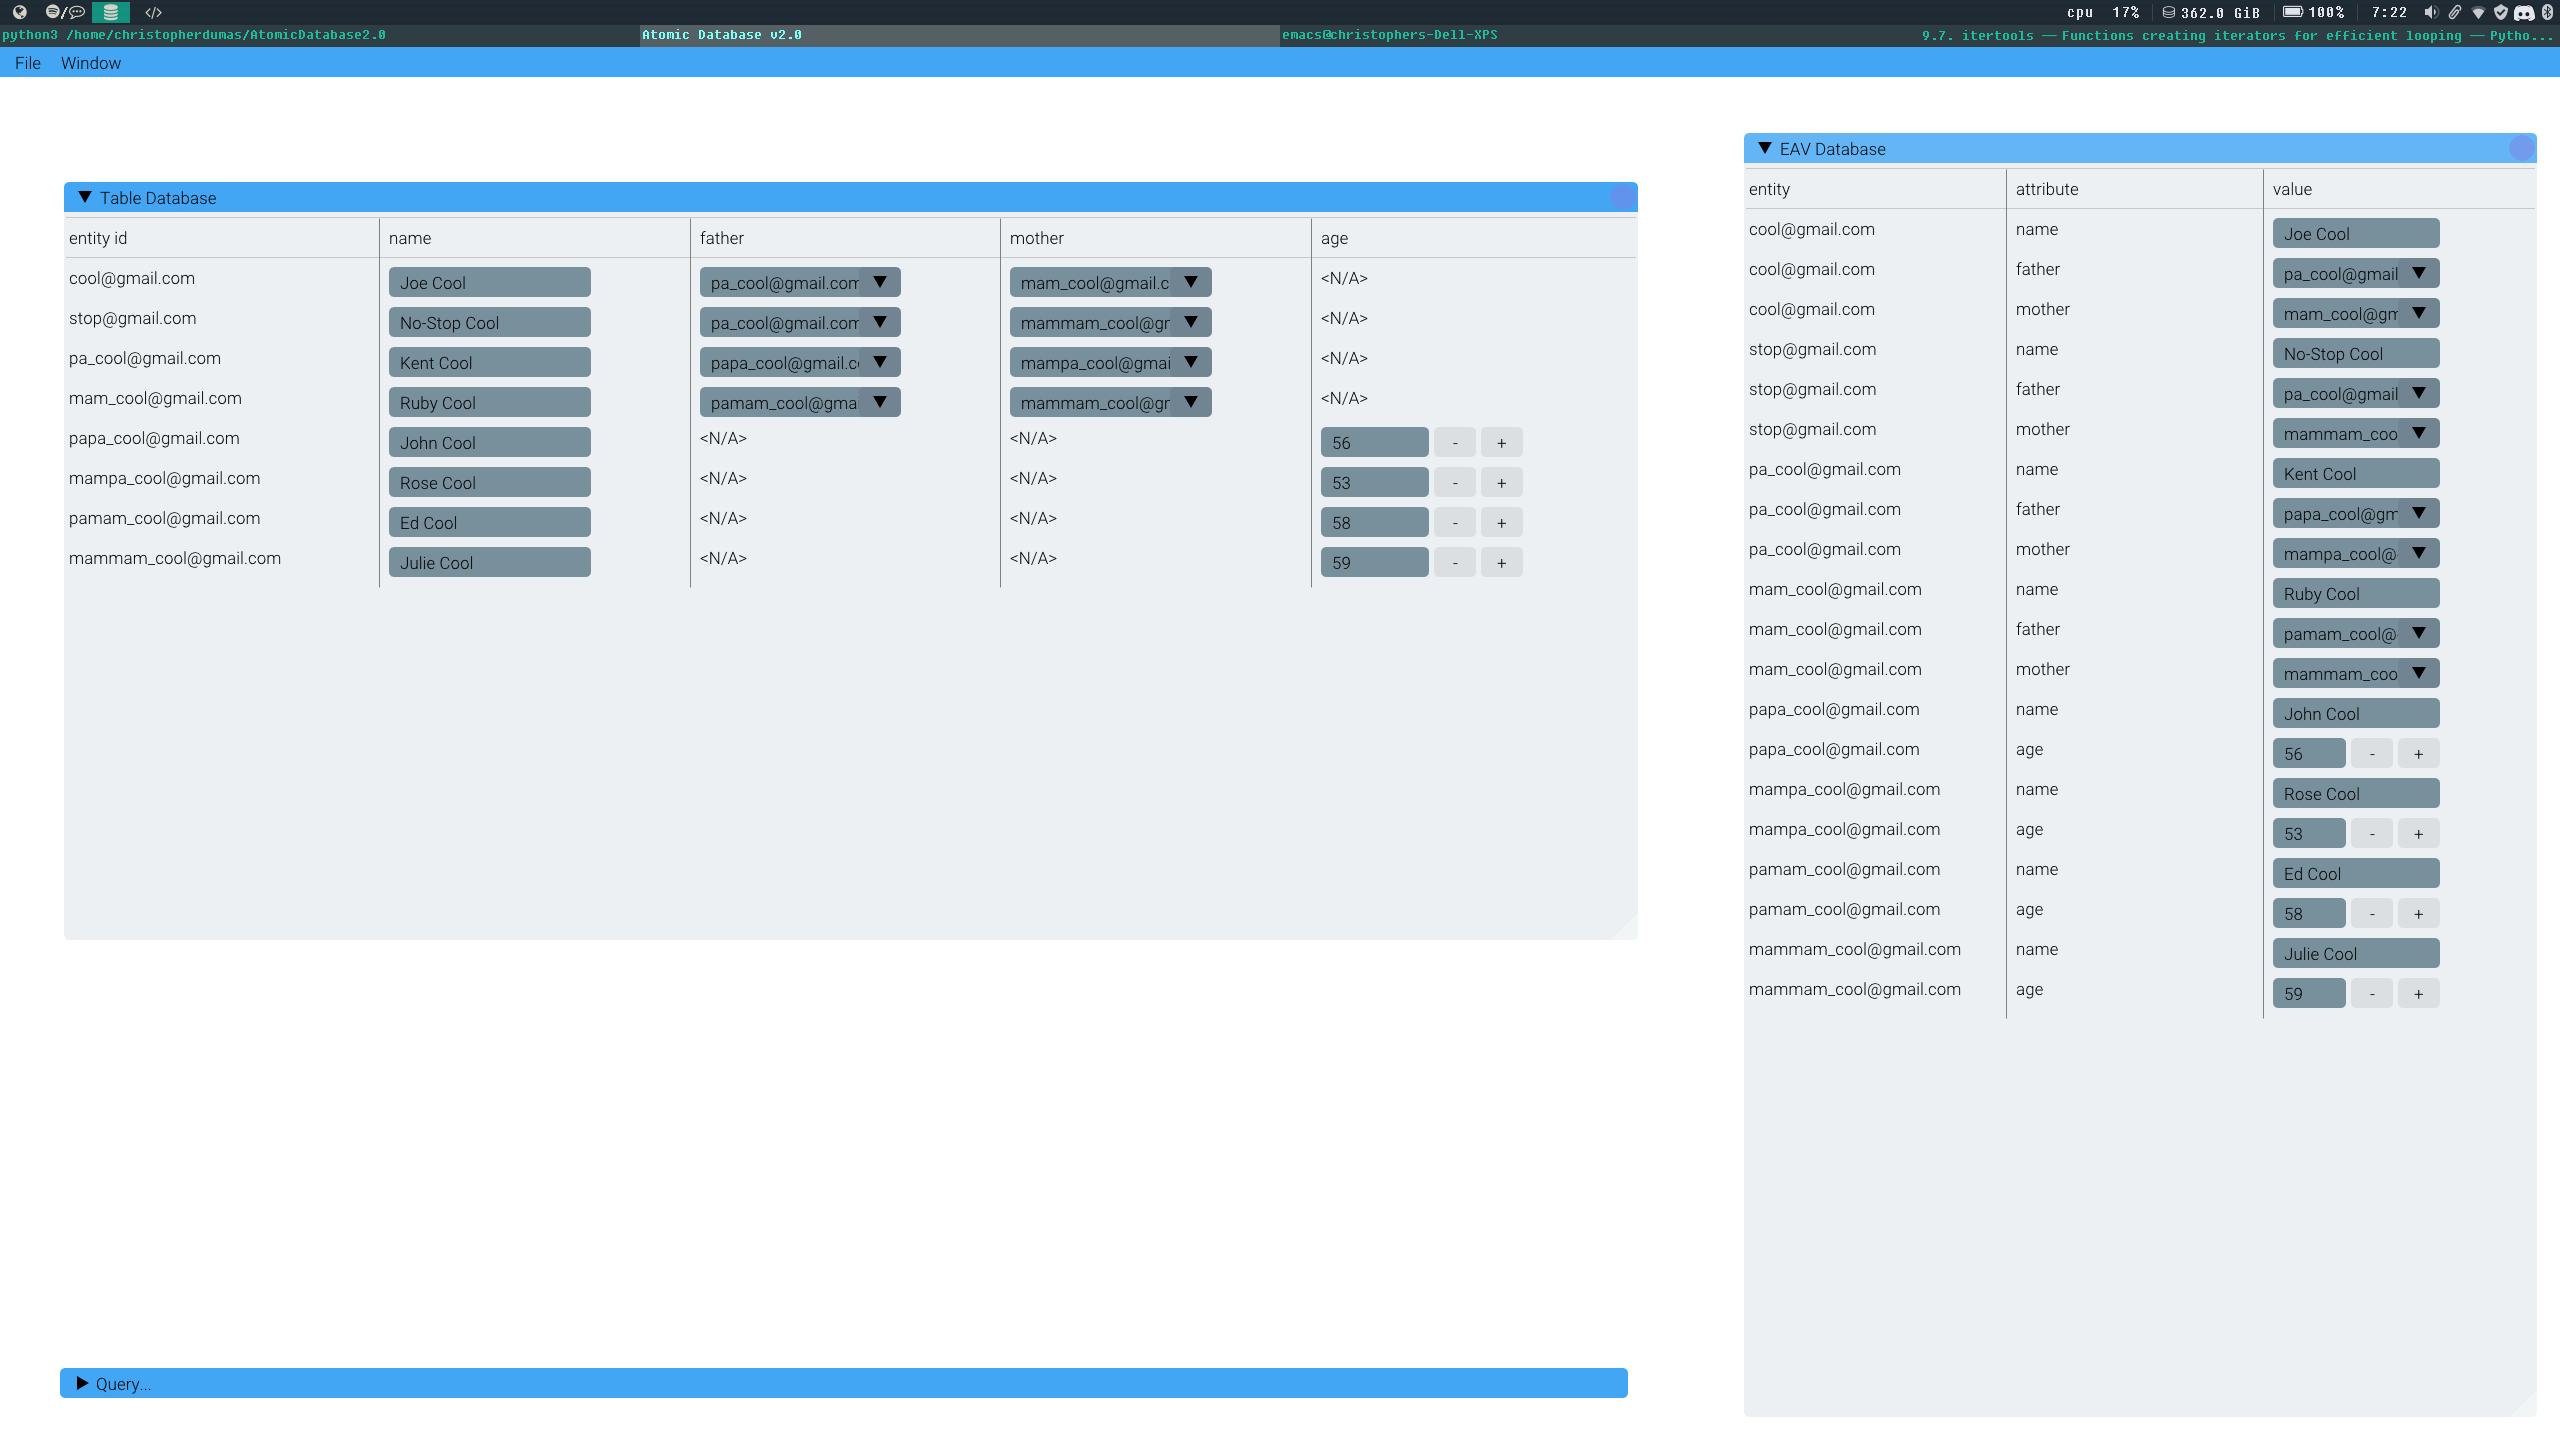 / </> cpu 17% 362.0 GiB 100% 7:22
python3 /home/christopherdumas/AtomicDatabase2.0 Atomic Database v2.0 emacs@christophers-Dell-XPS 9.7. itertools — Functions creating iterators for efficient looping — Pytho...
File Window
Table Database
entity id name father mother age
cool@gmail.com Joe Cool pa_cool@gmail.com mam_cool@gmail.c <N/A>
stop@gmail.com No-Stop Cool pa_cool@gmail.com mammam_cool@gr <N/A>
pa_cool@gmail.com Kent Cool papa_cool@gmail.c mampa_cool@gmai <N/A>
mam_cool@gmail.com Ruby Cool pamam_cool@gmai mammam_cool@gr <N/A>
papa_cool@gmail.com John Cool <N/A> <N/A> 56 - +
mampa_cool@gmail.com Rose Cool <N/A> <N/A> 53 - +
pamam_cool@gmail.com Ed Cool <N/A> <N/A> 58 - +
mammam_cool@gmail.com Julie Cool <N/A> <N/A> 59 - +
EAV Database
entity attribute value
cool@gmail.com name Joe Cool
cool@gmail.com father pa_cool@gmail
cool@gmail.com mother mam_cool@gm
stop@gmail.com name No-Stop Cool
stop@gmail.com father pa_cool@gmail
stop@gmail.com mother mammam_coo
pa_cool@gmail.com name Kent Cool
pa_cool@gmail.com father papa_cool@gm
pa_cool@gmail.com mother mampa_cool@
mam_cool@gmail.com name Ruby Cool
mam_cool@gmail.com father pamam_cool@
mam_cool@gmail.com mother mammam_coo
papa_cool@gmail.com name John Cool
papa_cool@gmail.com age 56 - +
mampa_cool@gmail.com name Rose Cool
mampa_cool@gmail.com age 53 - +
pamam_cool@gmail.com name Ed Cool
pamam_cool@gmail.com age 58 - +
mammam_cool@gmail.com name Julie Cool
mammam_cool@gmail.com age 59 - +
Query...